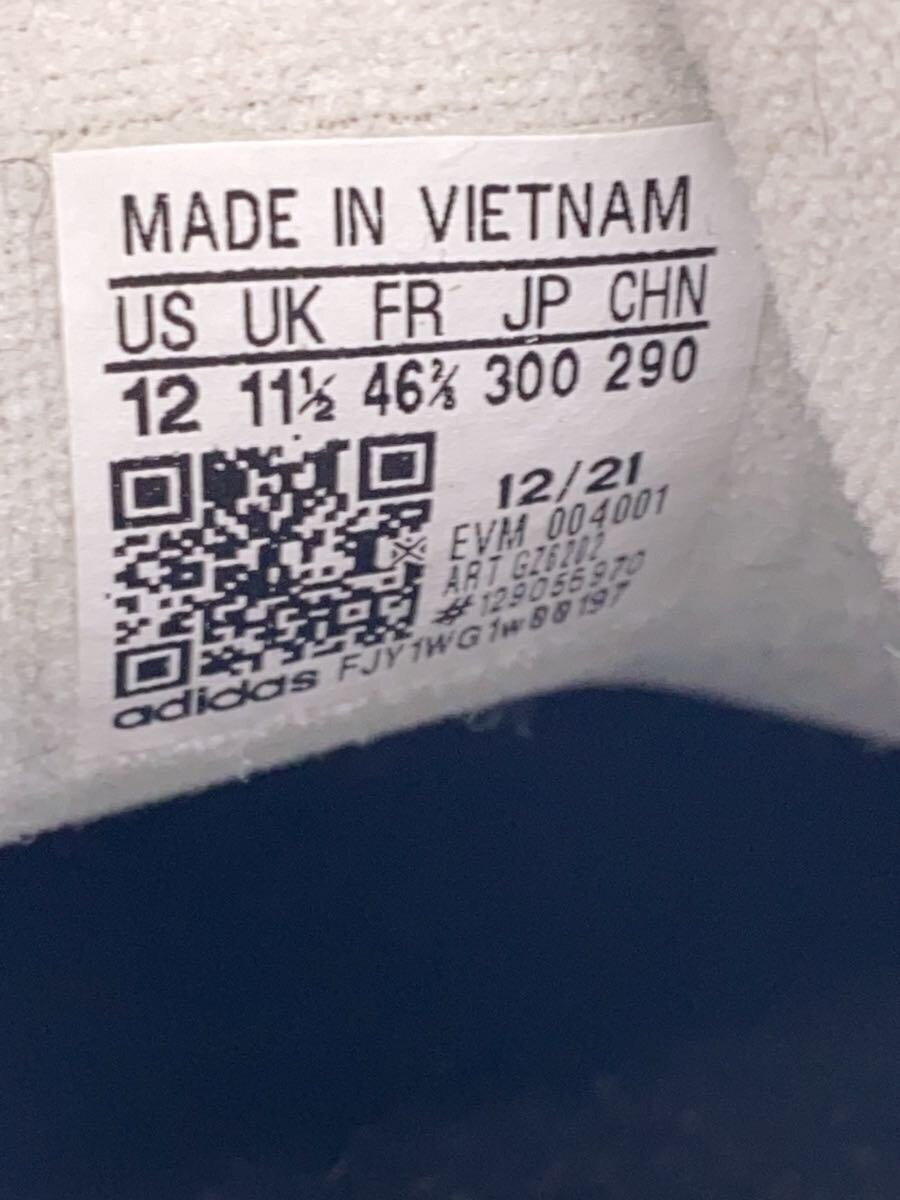 MADE IN VIETNAM
US UK FR JP CHN
12 11½ 46⅔ 300 290
12/21
EVM 004001
ART GZ6202
#129056970
adidas FJY1WG1w00197